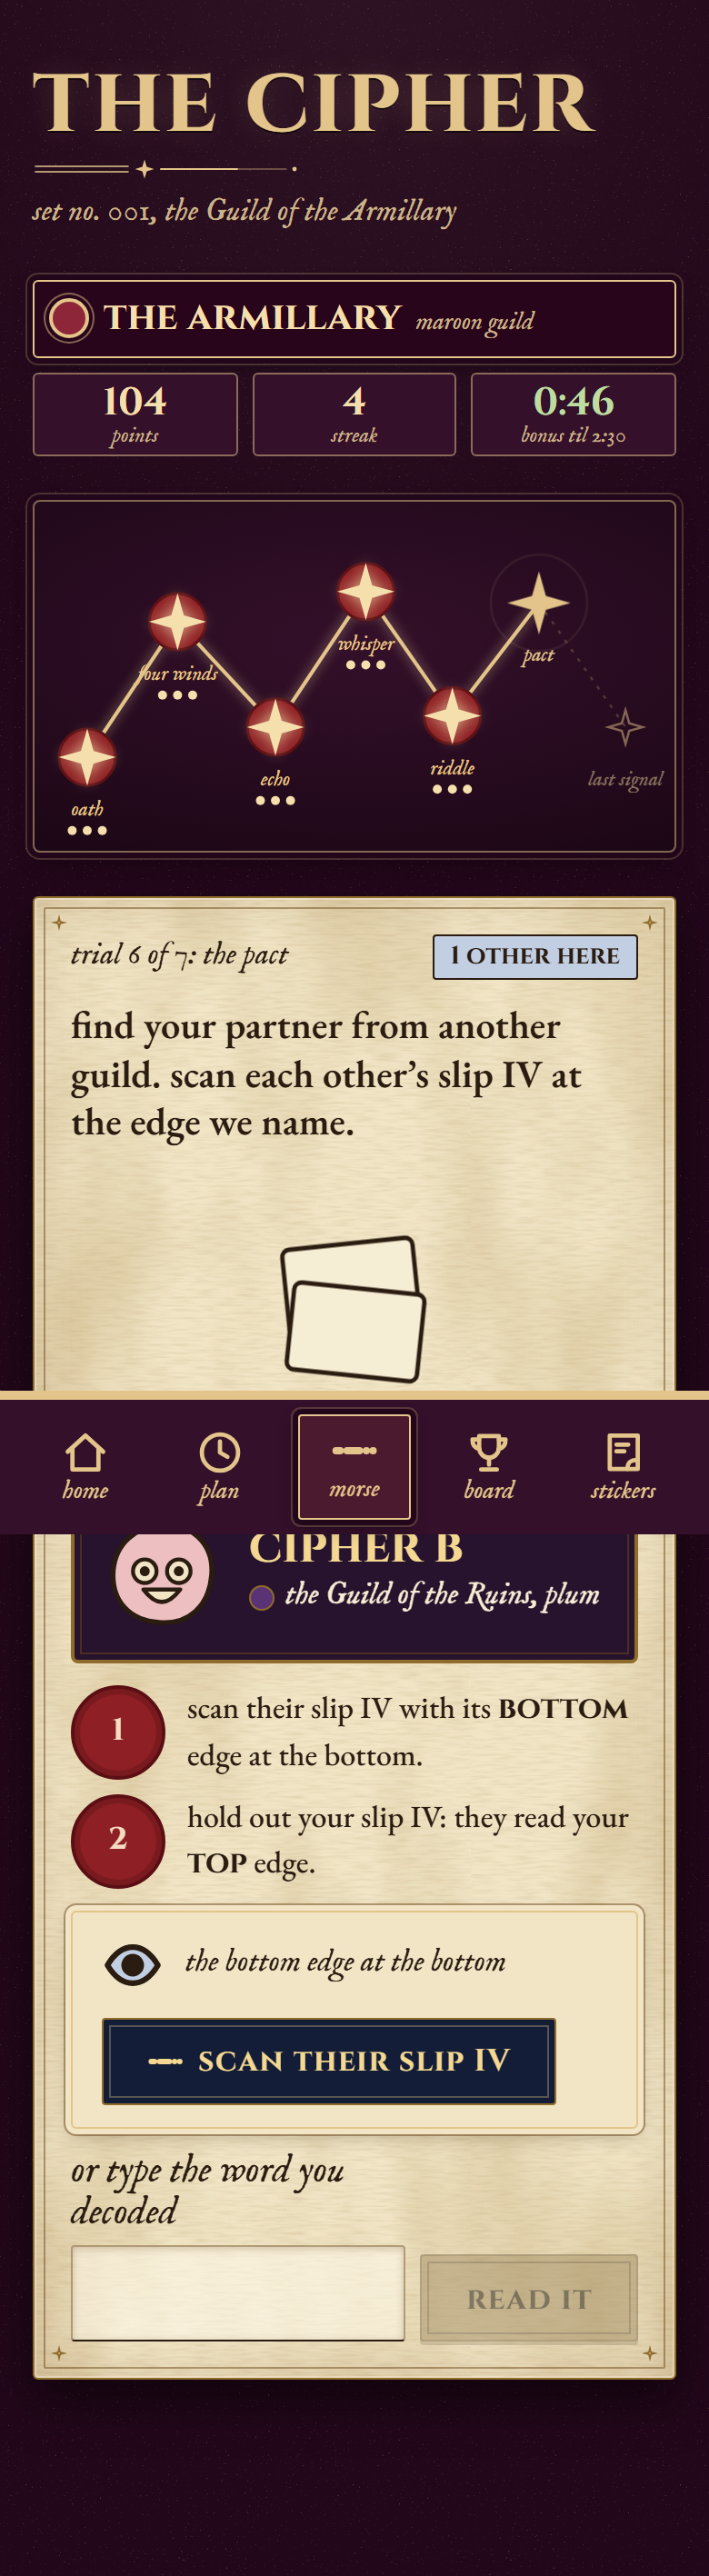 THE CIPHER
set no. 001, the Guild of the Armillary
THE ARMILLARY maroon guild
104
points
4
streak
0:46
bonus til 2:30
whisper
four winds
pact
echo
riddle
last signal
oath
trial 6 of 7: the pact
1 OTHER HERE
find your partner from another
guild. scan each other's slip IV at
the edge we name.
home
plan
morse
board
stickers
CIPHER B
the Guild of the Ruins, plum
1
scan their slip IV with its BOTTOM
edge at the bottom.
2
hold out your slip IV: they read your
TOP edge.
the bottom edge at the bottom
SCAN THEIR SLIP IV
or type the word you
decoded
READ IT